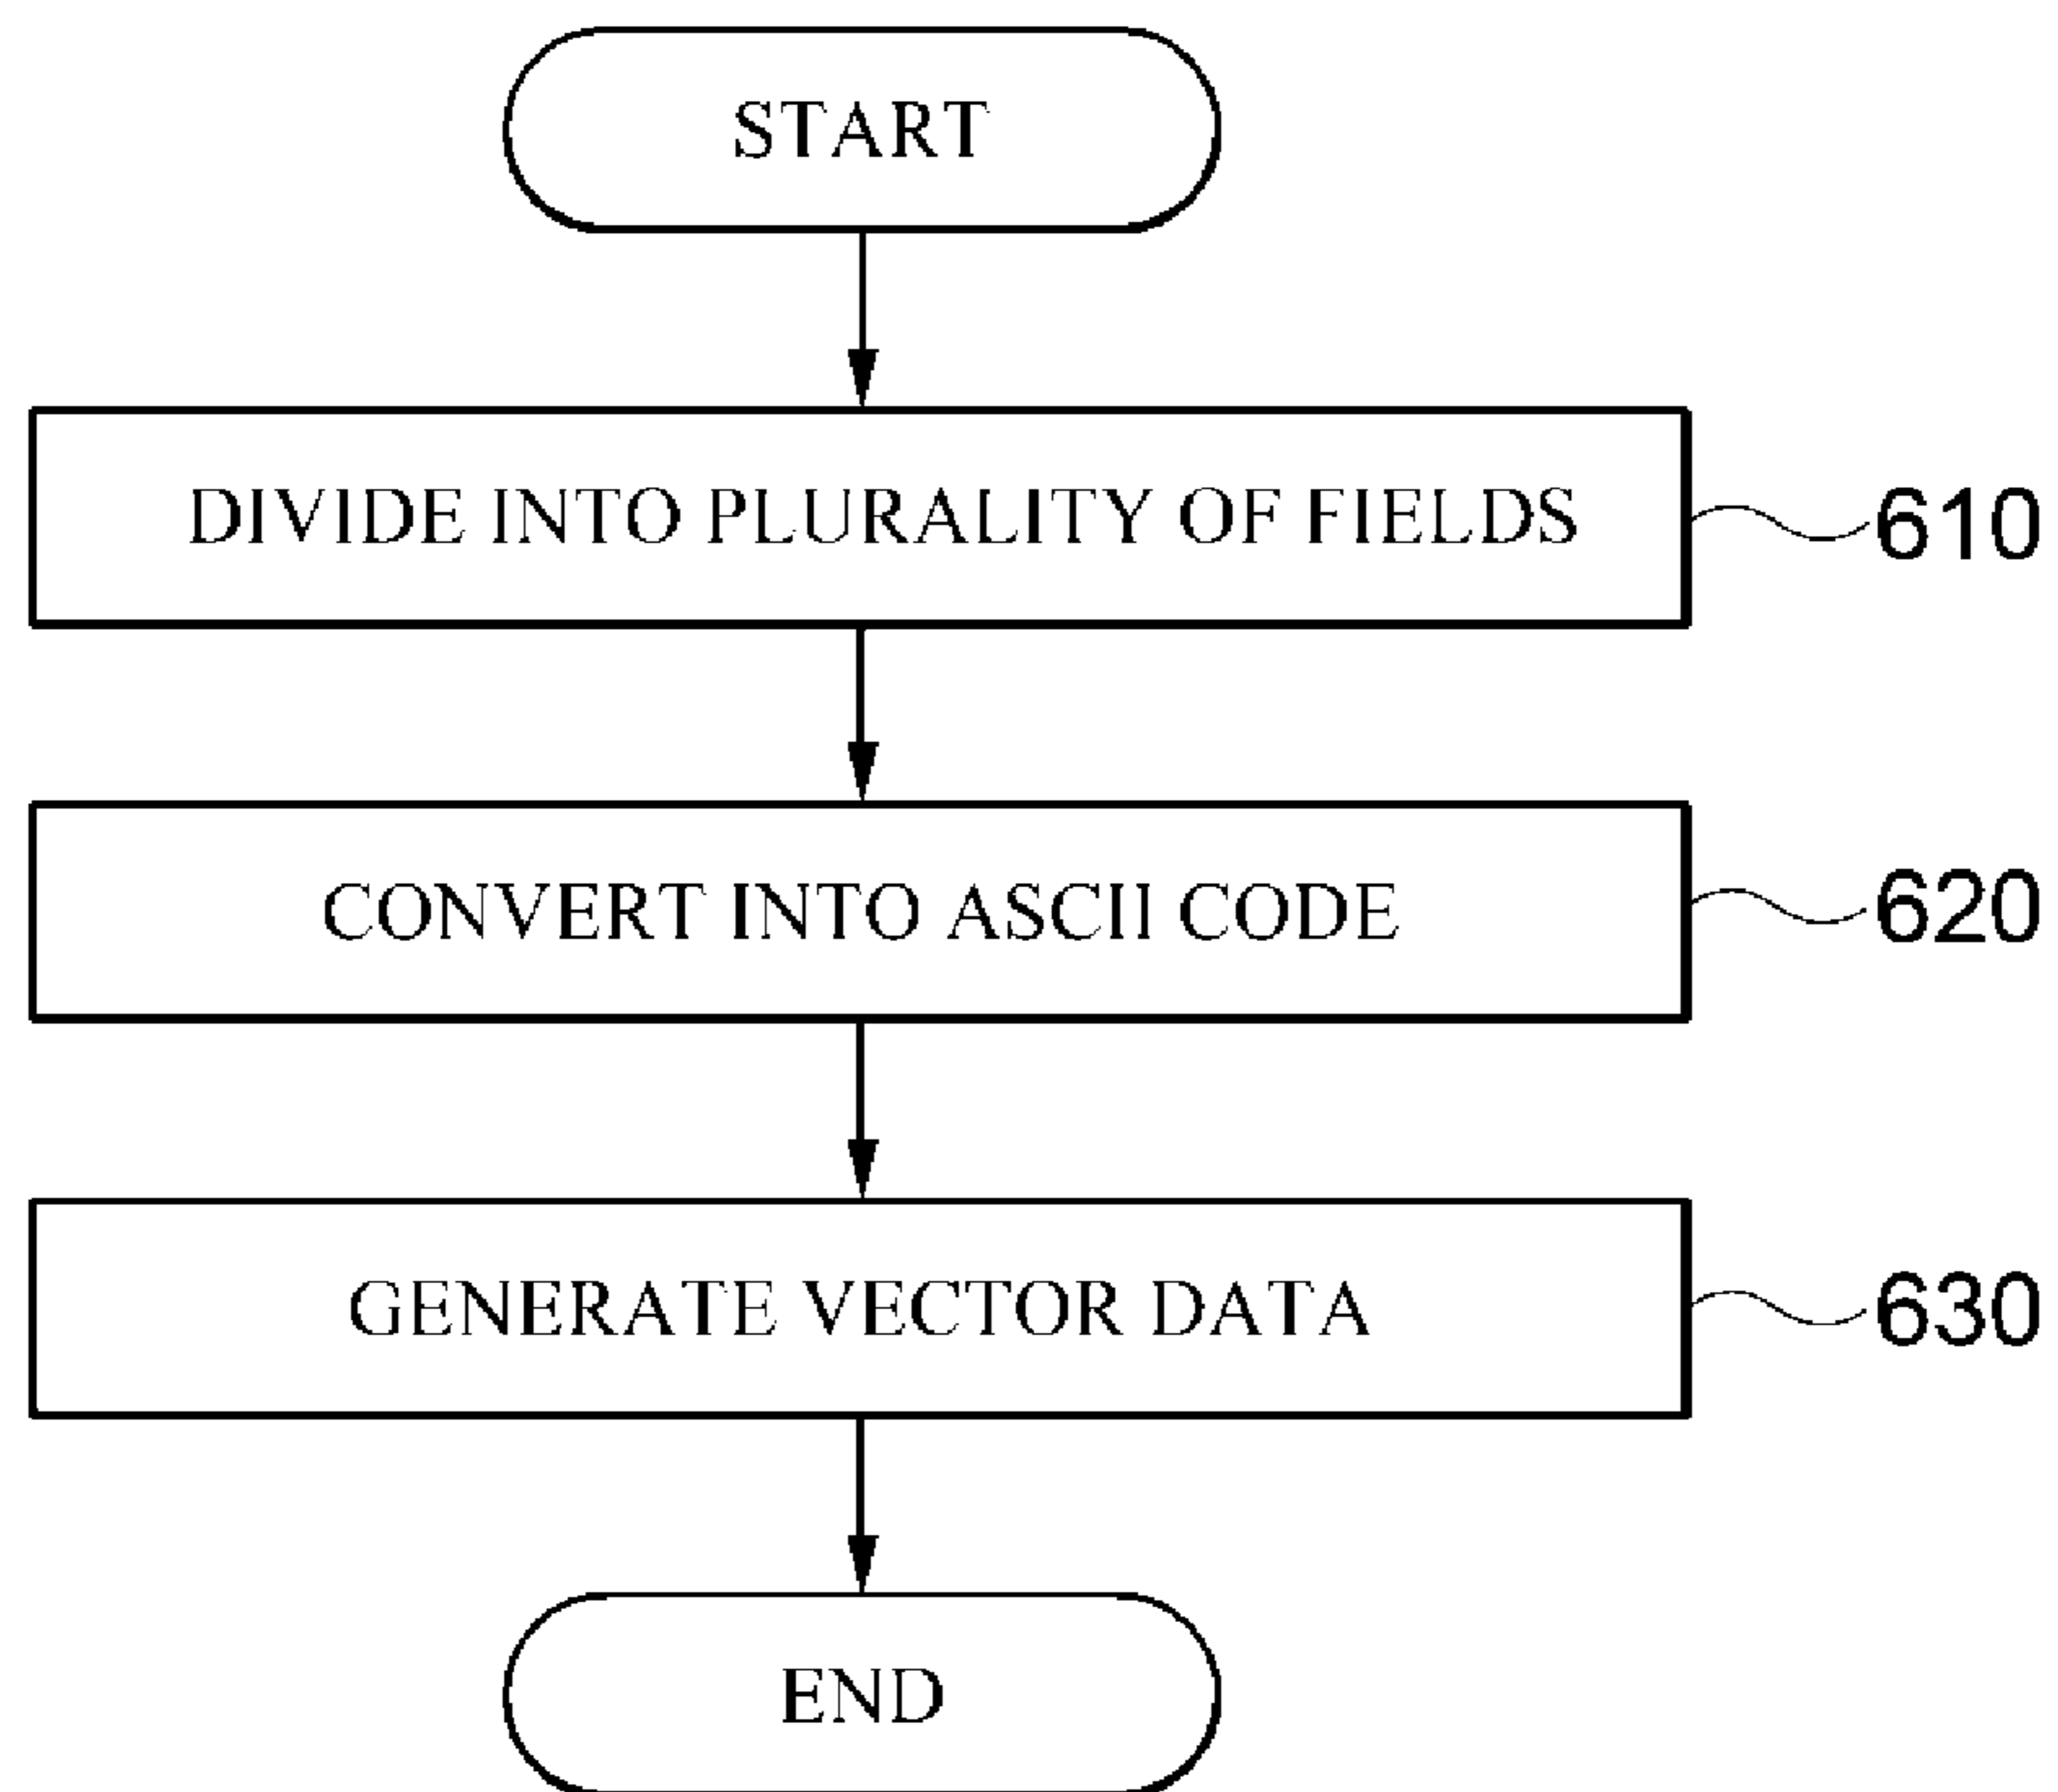 START
DIVIDE INTO PLURALITY OF FIELDS
610
CONVERT INTO ASCII CODE
620
GENERATE VECTOR DATA
630
END